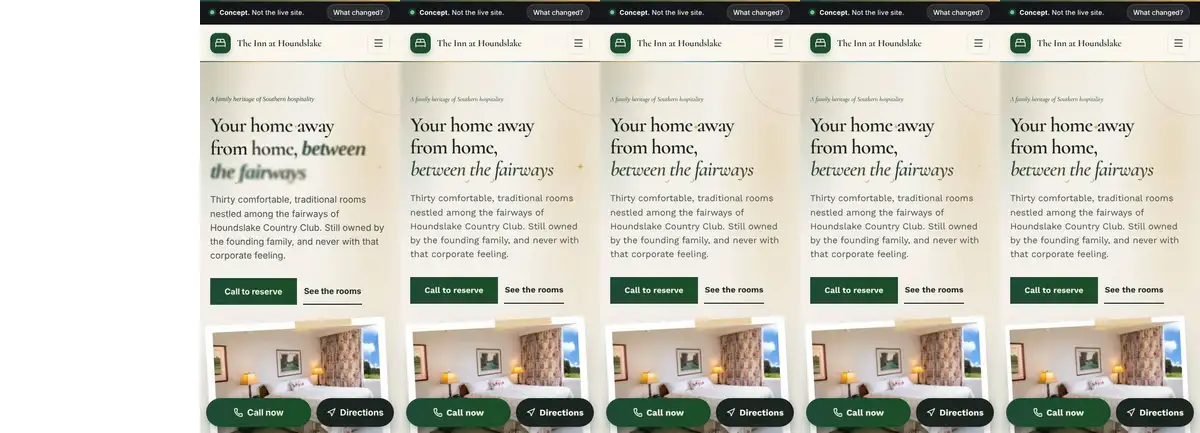 Concept. Not the live site. What changed?
The Inn at Houndslake
A family heritage of Southern hospitality
Your home away
from home, between
the fairways
Thirty comfortable, traditional rooms
nestled among the fairways of
Houndslake Country Club. Still owned by
the founding family, and never with that
corporate feeling.
Call to reserve See the rooms
Call now Directions
Concept. Not the live site. What changed?
The Inn at Houndslake
A family heritage of Southern hospitality
Your home away
from home,
between the fairways
Thirty comfortable, traditional rooms
nestled among the fairways of
Houndslake Country Club. Still owned
by the founding family, and never with
that corporate feeling.
Call to reserve See the rooms
Call now Directions
Concept. Not the live site. What changed?
The Inn at Houndslake
A family heritage of Southern hospitality
Your home away
from home,
between the fairways
Thirty comfortable, traditional rooms
nestled among the fairways of
Houndslake Country Club. Still owned
by the founding family, and never with
that corporate feeling.
Call to reserve See the rooms
Call now Directions
Concept. Not the live site. What changed?
The Inn at Houndslake
A family heritage of Southern hospitality
Your home away
from home,
between the fairways
Thirty comfortable, traditional rooms
nestled among the fairways of
Houndslake Country Club. Still owned
by the founding family, and never with
that corporate feeling.
Call to reserve See the rooms
Call now Directions
Concept. Not the live site. What changed?
The Inn at Houndslake
A family heritage of Southern hospitality
Your home away
from home,
between the fairways
Thirty comfortable, traditional rooms
nestled among the fairways of
Houndslake Country Club. Still owned
by the founding family, and never with
that corporate feeling.
Call to reserve See the rooms
Call now Directions